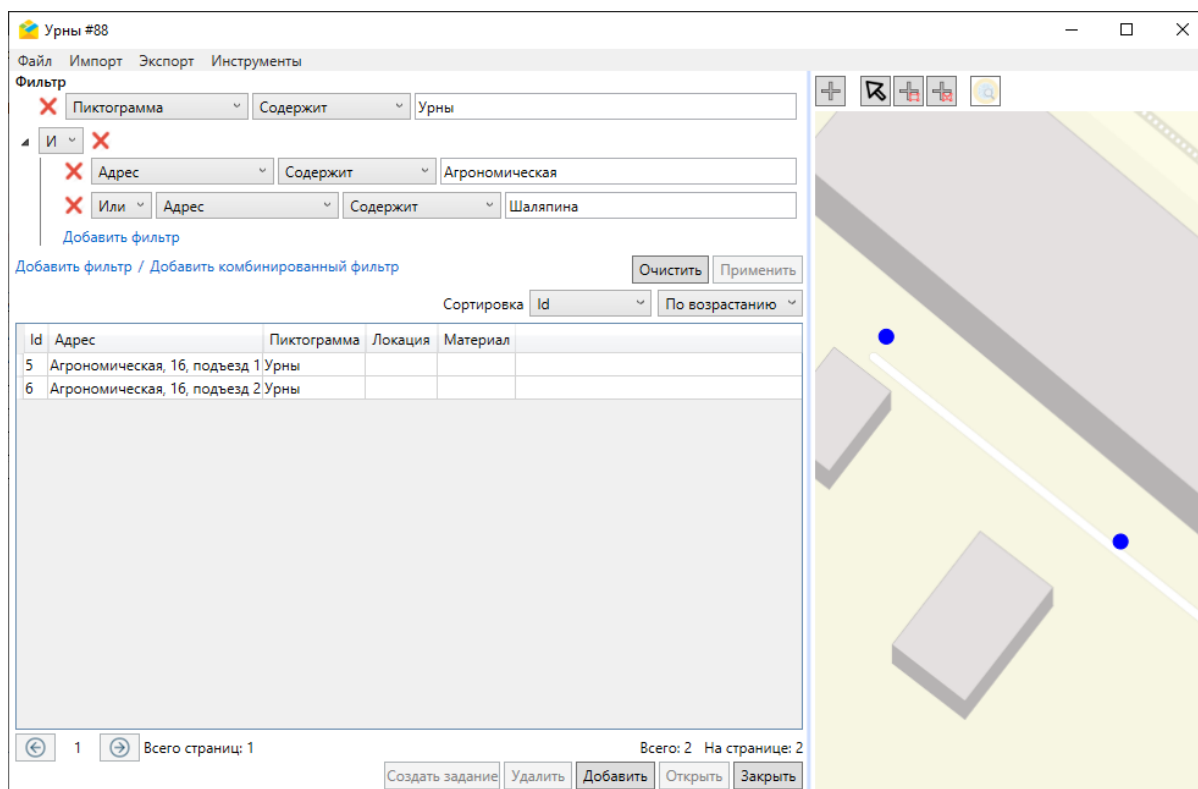 Урны #88
Файл Импорт Экспорт Инструменты
Фильтр
Пиктограмма Содержит Урны
И
Адрес Содержит Агрономическая
Или Адрес Содержит Шаляпина
Добавить фильтр
Добавить фильтр / Добавить комбинированный фильтр Очистить Применить
Сортировка Id По возрастанию
Id Адрес Пиктограмма Локация Материал
5 Агрономическая, 16, подъезд 1 Урны
6 Агрономическая, 16, подъезд 2 Урны
1 Всего страниц: 1 Всего: 2 На странице: 2
Создать задание Удалить Добавить Открыть Закрыть